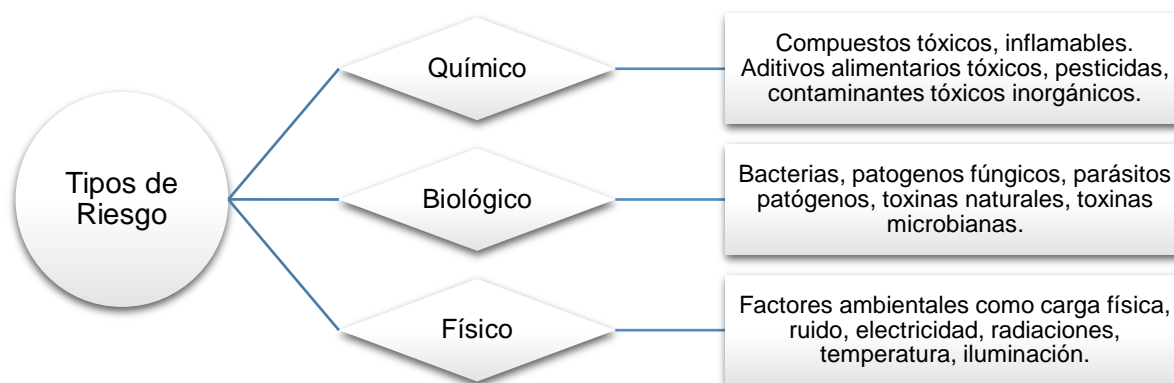 Tipos de
Riesgo
Químico
Compuestos tóxicos, inflamables.
Aditivos alimentarios tóxicos, pesticidas,
contaminantes tóxicos inorgánicos.
Biológico
Bacterias, patogenos fúngicos, parásitos
patógenos, toxinas naturales, toxinas
microbianas.
Físico
Factores ambientales como carga física,
ruido, electricidad, radiaciones,
temperatura, iluminación.